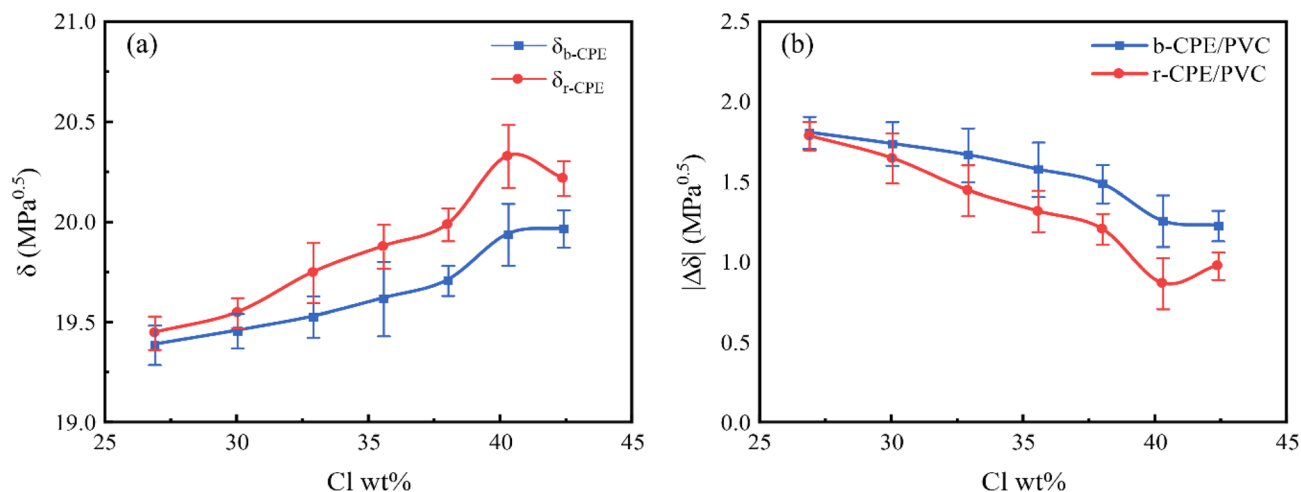 (a)
δb-CPE
δr-CPE
21.0
20.5
20.0
19.5
19.0
δ (MPa0.5)
25 30 35 40 45
Cl wt%
(b)
b-CPE/PVC
r-CPE/PVC
2.5
2.0
1.5
1.0
0.5
0.0
|Δδ| (MPa0.5)
25 30 35 40 45
Cl wt%